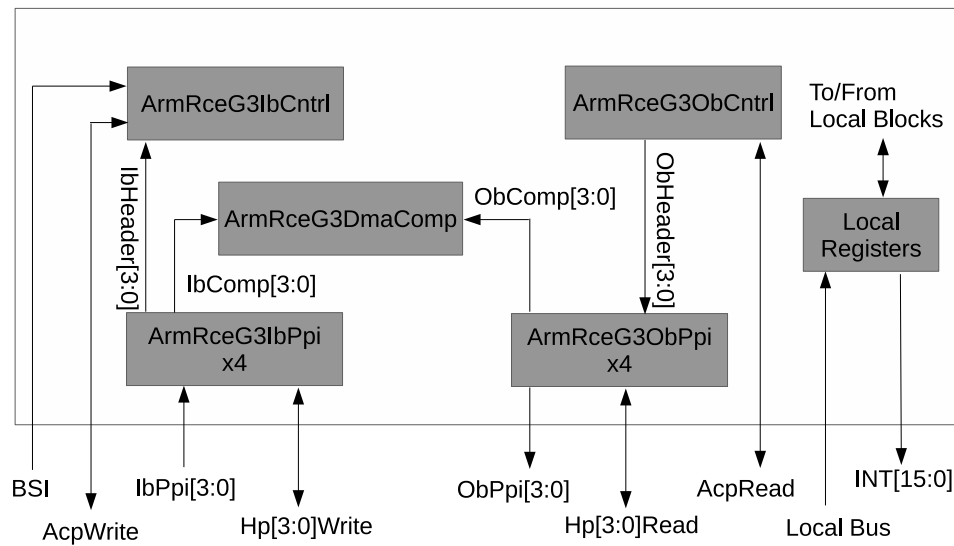 ArmRceG3IbCntrl
ArmRceG3ObCntrl
To/From
Local Blocks
IbHeader[3:0]
ObHeader[3:0]
ArmRceG3DmaComp
ObComp[3:0]
Local
Registers
IbComp[3:0]
ArmRceG3IbPpi
x4
ArmRceG3ObPpi
x4
BSI
IbPpi[3:0]
ObPpi[3:0]
AcpRead
INT[15:0]
AcpWrite
Hp[3:0]Write
Hp[3:0]Read
Local Bus